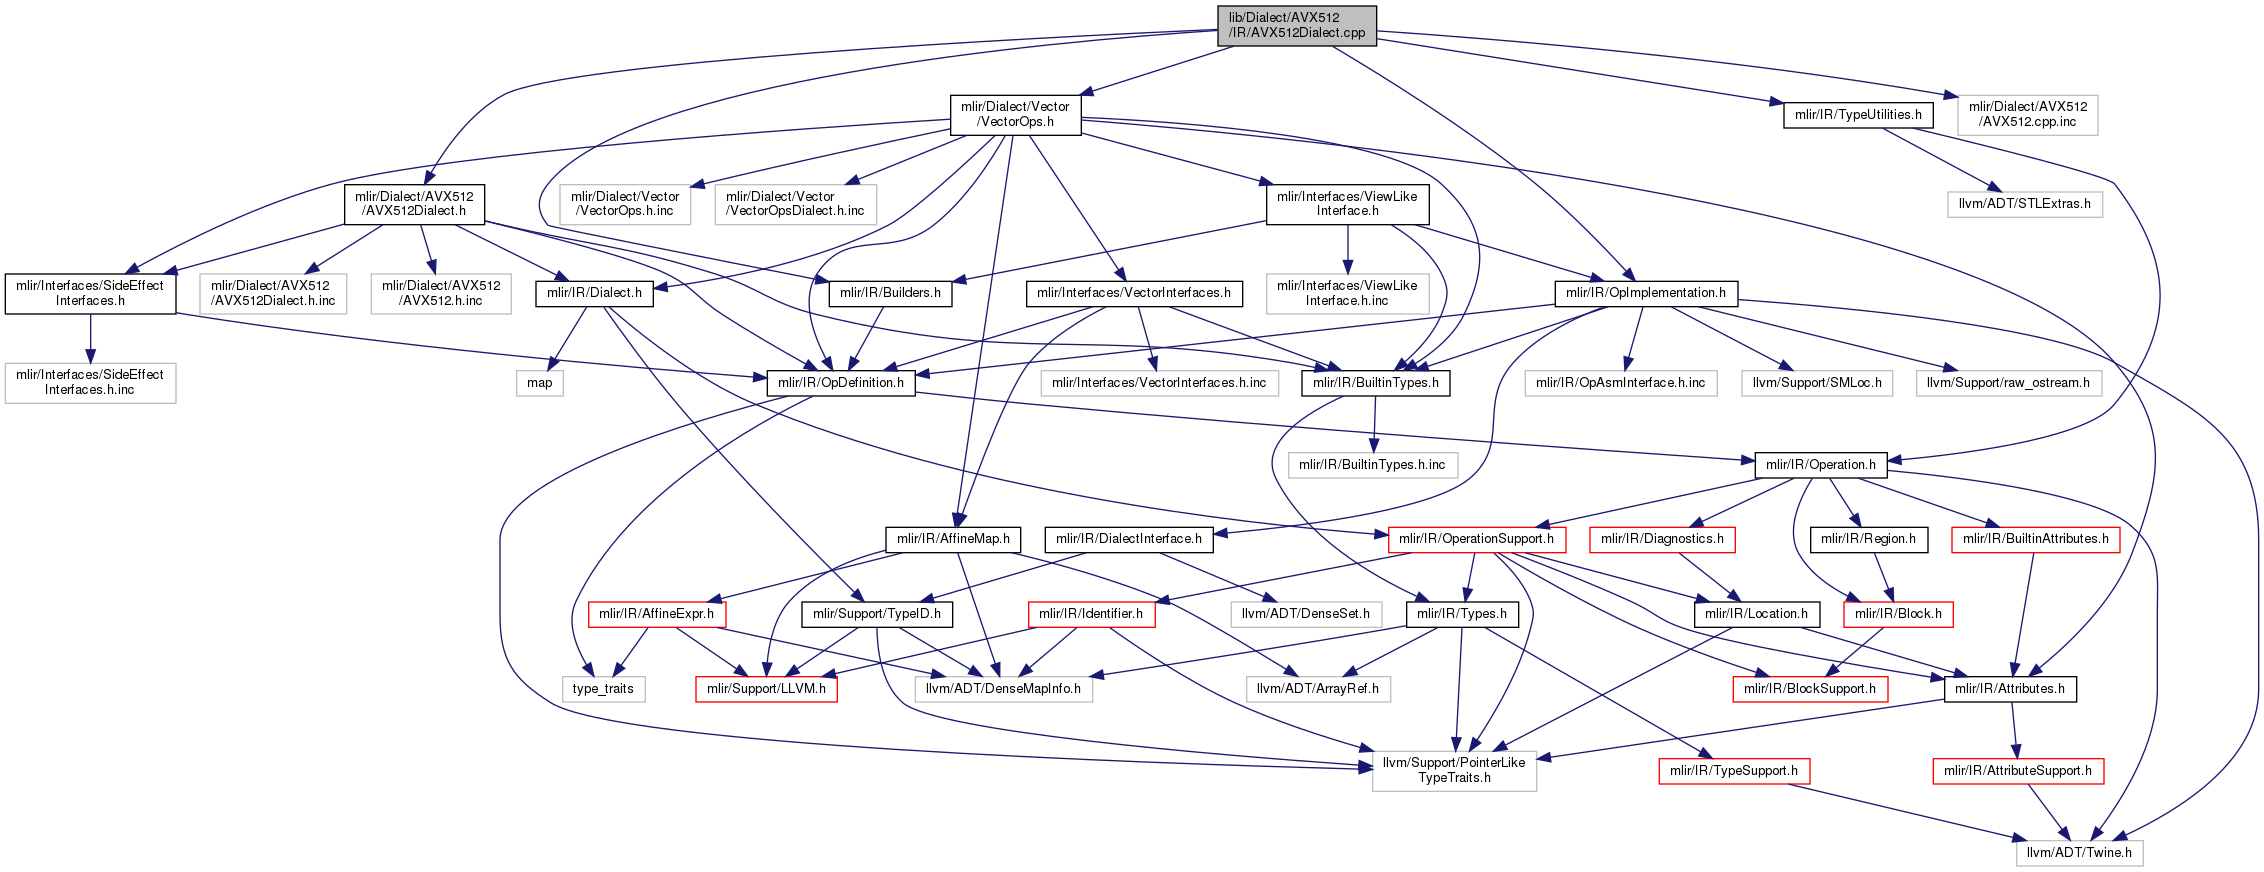 lib/Dialect/AVX512
/IR/AVX512Dialect.cpp
mlir/Dialect/Vector
/VectorOps.h
mlir/IR/TypeUtilities.h
mlir/Dialect/AVX512
/AVX512.cpp.inc
mlir/Dialect/AVX512
/AVX512Dialect.h
mlir/Dialect/Vector
/VectorOps.h.inc
mlir/Dialect/Vector
/VectorOpsDialect.h.inc
mlir/Interfaces/ViewLike
Interface.h
llvm/ADT/STLExtras.h
mlir/Interfaces/SideEffect
Interfaces.h
mlir/Dialect/AVX512
/AVX512Dialect.h.inc
mlir/Dialect/AVX512
/AVX512.h.inc
mlir/IR/Dialect.h
mlir/IR/Builders.h
mlir/Interfaces/VectorInterfaces.h
mlir/Interfaces/ViewLike
Interface.h.inc
mlir/IR/OpImplementation.h
mlir/Interfaces/SideEffect
Interfaces.h.inc
map
mlir/IR/OpDefinition.h
mlir/Interfaces/VectorInterfaces.h.inc
mlir/IR/BuiltinTypes.h
mlir/IR/OpAsmInterface.h.inc
llvm/Support/SMLoc.h
llvm/Support/raw_ostream.h
mlir/IR/BuiltinTypes.h.inc
mlir/IR/Operation.h
mlir/IR/AffineMap.h
mlir/IR/DialectInterface.h
mlir/IR/OperationSupport.h
mlir/IR/Diagnostics.h
mlir/IR/Region.h
mlir/IR/BuiltinAttributes.h
mlir/IR/AffineExpr.h
mlir/Support/TypeID.h
mlir/IR/Identifier.h
llvm/ADT/DenseSet.h
mlir/IR/Types.h
mlir/IR/Location.h
mlir/IR/Block.h
type_traits
mlir/Support/LLVM.h
llvm/ADT/DenseMapInfo.h
llvm/ADT/ArrayRef.h
mlir/IR/BlockSupport.h
mlir/IR/Attributes.h
llvm/Support/PointerLike
TypeTraits.h
mlir/IR/TypeSupport.h
mlir/IR/AttributeSupport.h
llvm/ADT/Twine.h